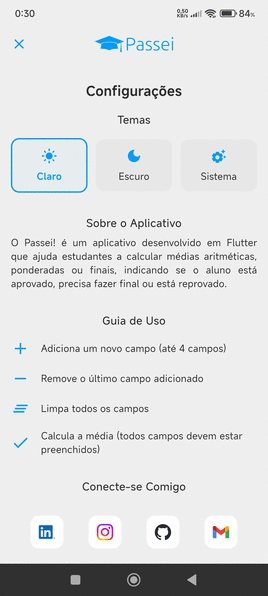 0:30
0,50
KB/s
84%
Passei
Configurações
Temas
Claro
Escuro
Sistema
Sobre o Aplicativo
O Passei! é um aplicativo desenvolvido em Flutter
que ajuda estudantes a calcular médias aritméticas,
ponderadas ou finais, indicando se o aluno está
aprovado, precisa fazer final ou está reprovado.
Guia de Uso
Adiciona um novo campo (até 4 campos)
Remove o último campo adicionado
Limpa todos os campos
Calcula a média (todos campos devem estar
preenchidos)
Conecte-se Comigo
in